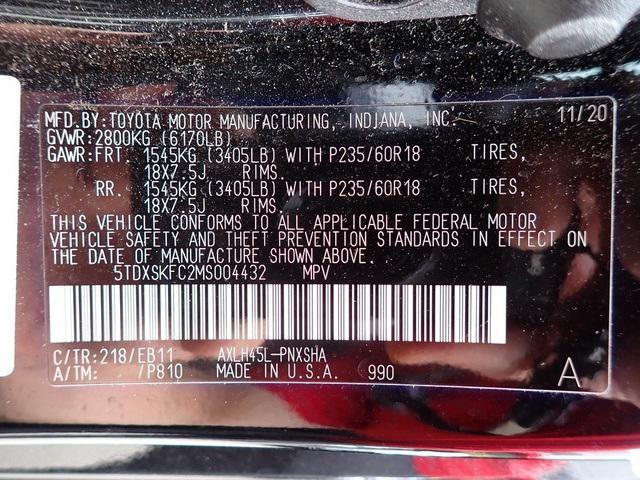 MFD.BY:TOYOTA MOTOR MANUFACTURING, INDIANA, INC. 11/20
GVWR:2800KG (6170LB)
GAWR:FRT. 1545KG (3405LB) WITH P235/60R18 TIRES,
18X7.5J RIMS.
RR. 1545KG (3405LB) WITH P235/60R18 TIRES,
18X7.5J RIMS.
THIS VEHICLE CONFORMS TO ALL APPLICABLE FEDERAL MOTOR
VEHICLE SAFETY AND THEFT PREVENTION STANDARDS IN EFFECT ON
THE DATE OF MANUFACTURE SHOWN ABOVE.
5TDXSKFC2MS004432 MPV
C/TR:218/EB11 AXLH45L-PNXSHA
A/TM: /P810 MADE IN U.S.A. 990 A